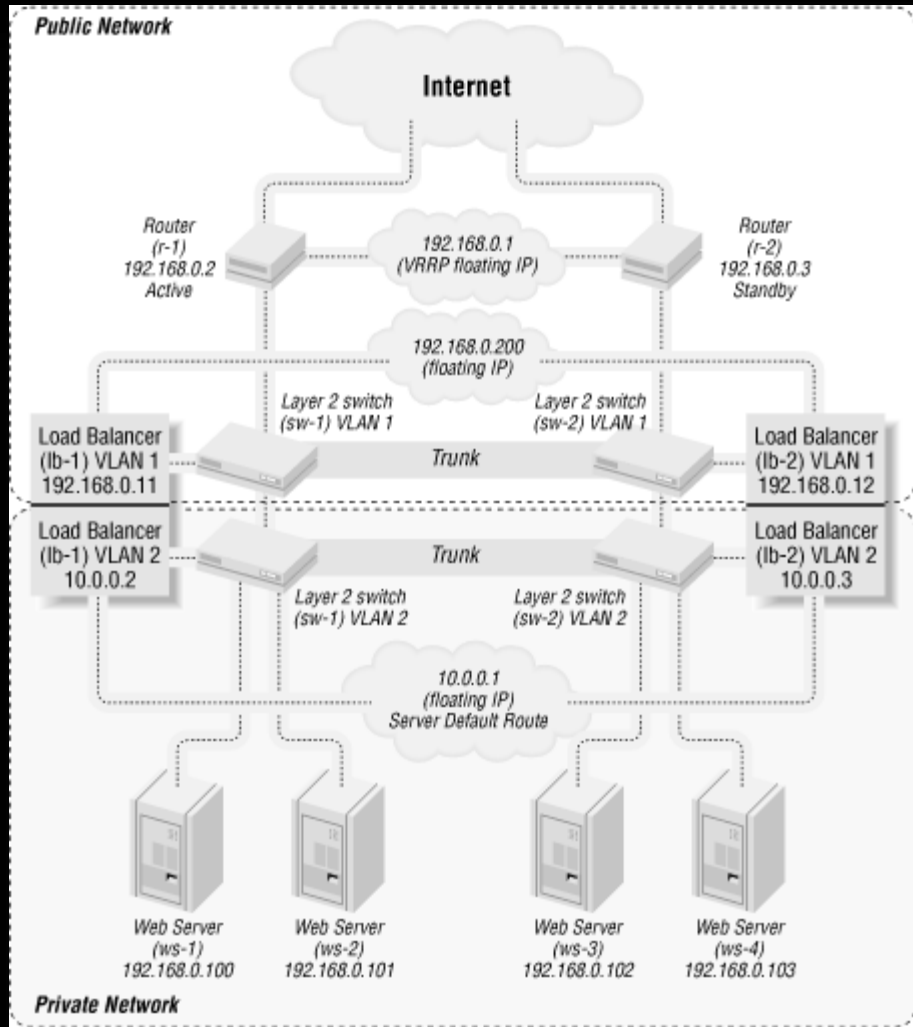 Public Network
Internet
Router
(r-1)
192.168.0.2
Active
192.168.0.1
(VRRP floating IP)
Router
(r-2)
192.168.0.3
Standby
192.168.0.200
(floating IP)
Layer 2 switch
(sw-1) VLAN 1
Layer 2 switch
(sw-2) VLAN 1
Load Balancer
(lb-1) VLAN 1
192.168.0.11
Trunk
Load Balancer
(lb-2) VLAN 1
192.168.0.12
Load Balancer
(lb-1) VLAN 2
10.0.0.2
Trunk
Load Balancer
(lb-2) VLAN 2
10.0.0.3
Layer 2 switch
(sw-1) VLAN 2
Layer 2 switch
(sw-2) VLAN 2
10.0.0.1
(floating IP)
Server Default Route
Web Server
(ws-1)
192.168.0.100
Web Server
(ws-2)
192.168.0.101
Web Server
(ws-3)
192.168.0.102
Web Server
(ws-4)
192.168.0.103
Private Network